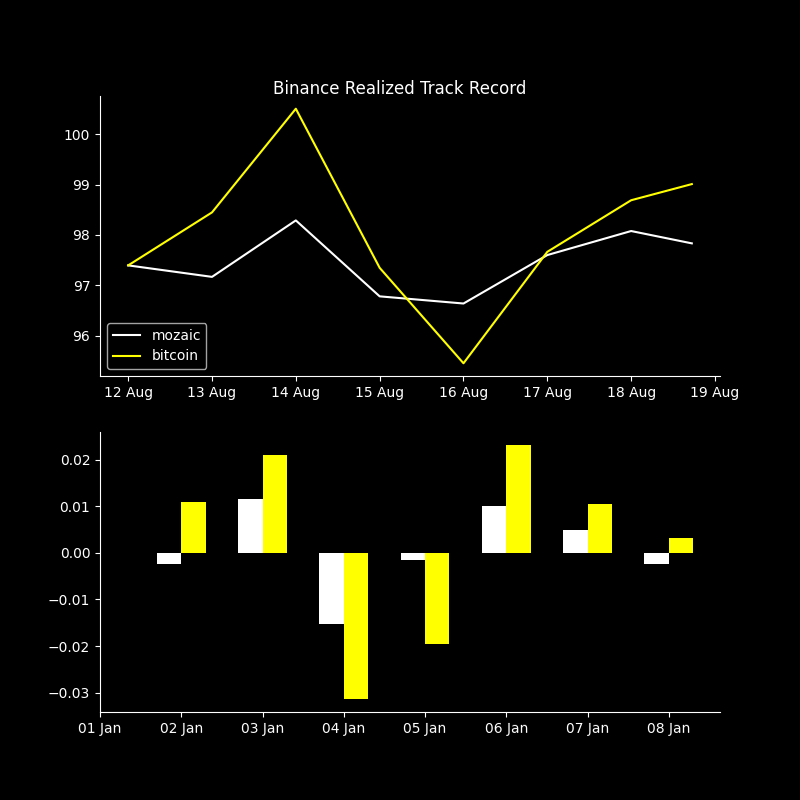 Binance Realized Track Record
100
99
98
97
96
mozaic
bitcoin
12 Aug 13 Aug 14 Aug 15 Aug 16 Aug 17 Aug 18 Aug 19 Aug
0.02
0.01
0.00
−0.01
−0.02
−0.03
01 Jan 02 Jan 03 Jan 04 Jan 05 Jan 06 Jan 07 Jan 08 Jan